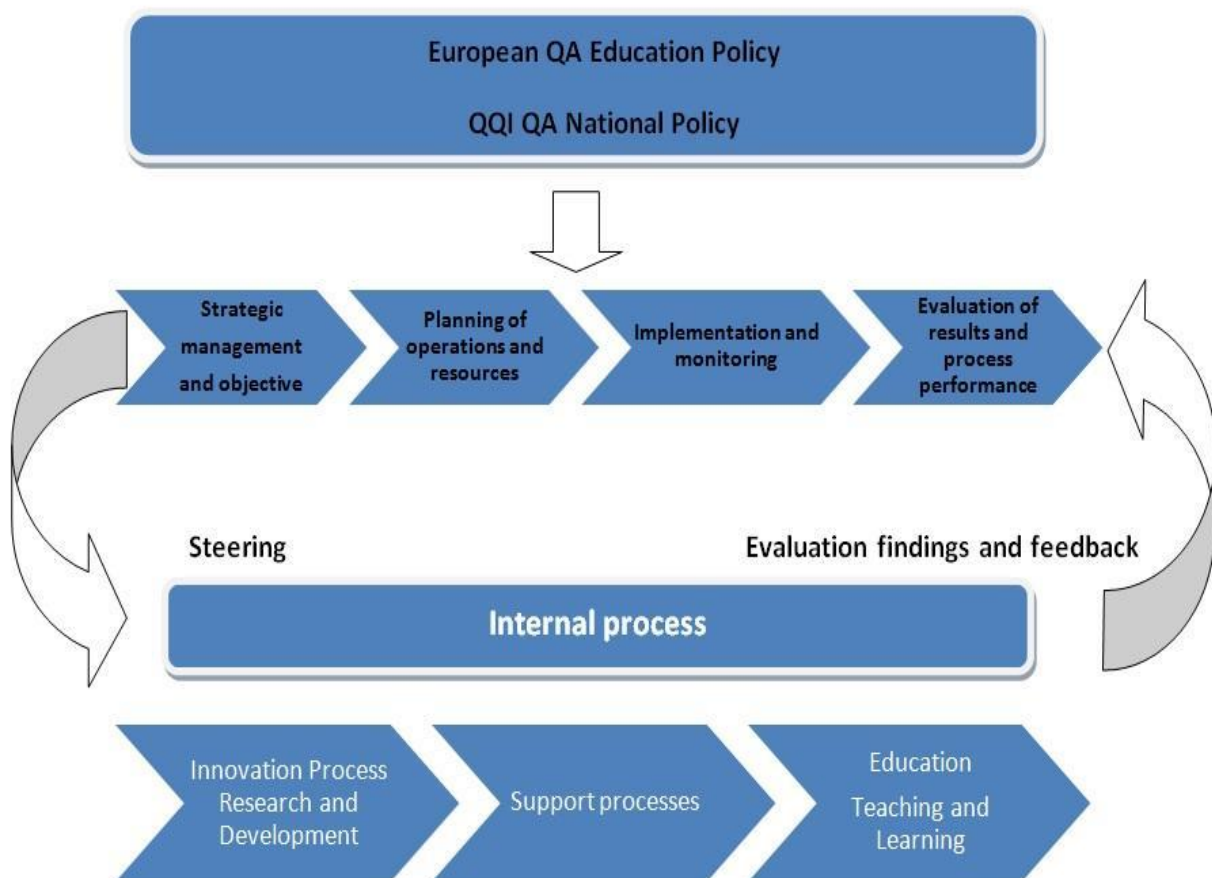 European QA Education Policy
QQI QA National Policy
Strategic
management
and objective
Planning of
operations and
resources
Implementation and
monitoring
Evaluation of
results and
process
performance
Steering
Evaluation findings and feedback
Internal process
Innovation Process
Research and
Development
Support processes
Education
Teaching and
Learning